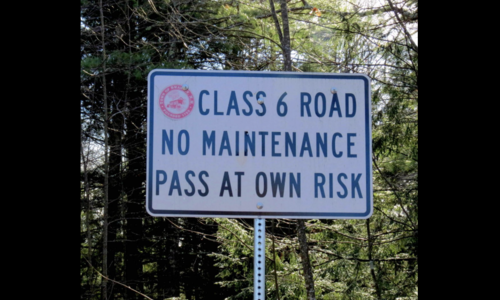 CLASS 6 ROAD
NO MAINTENANCE
PASS AT OWN RISK